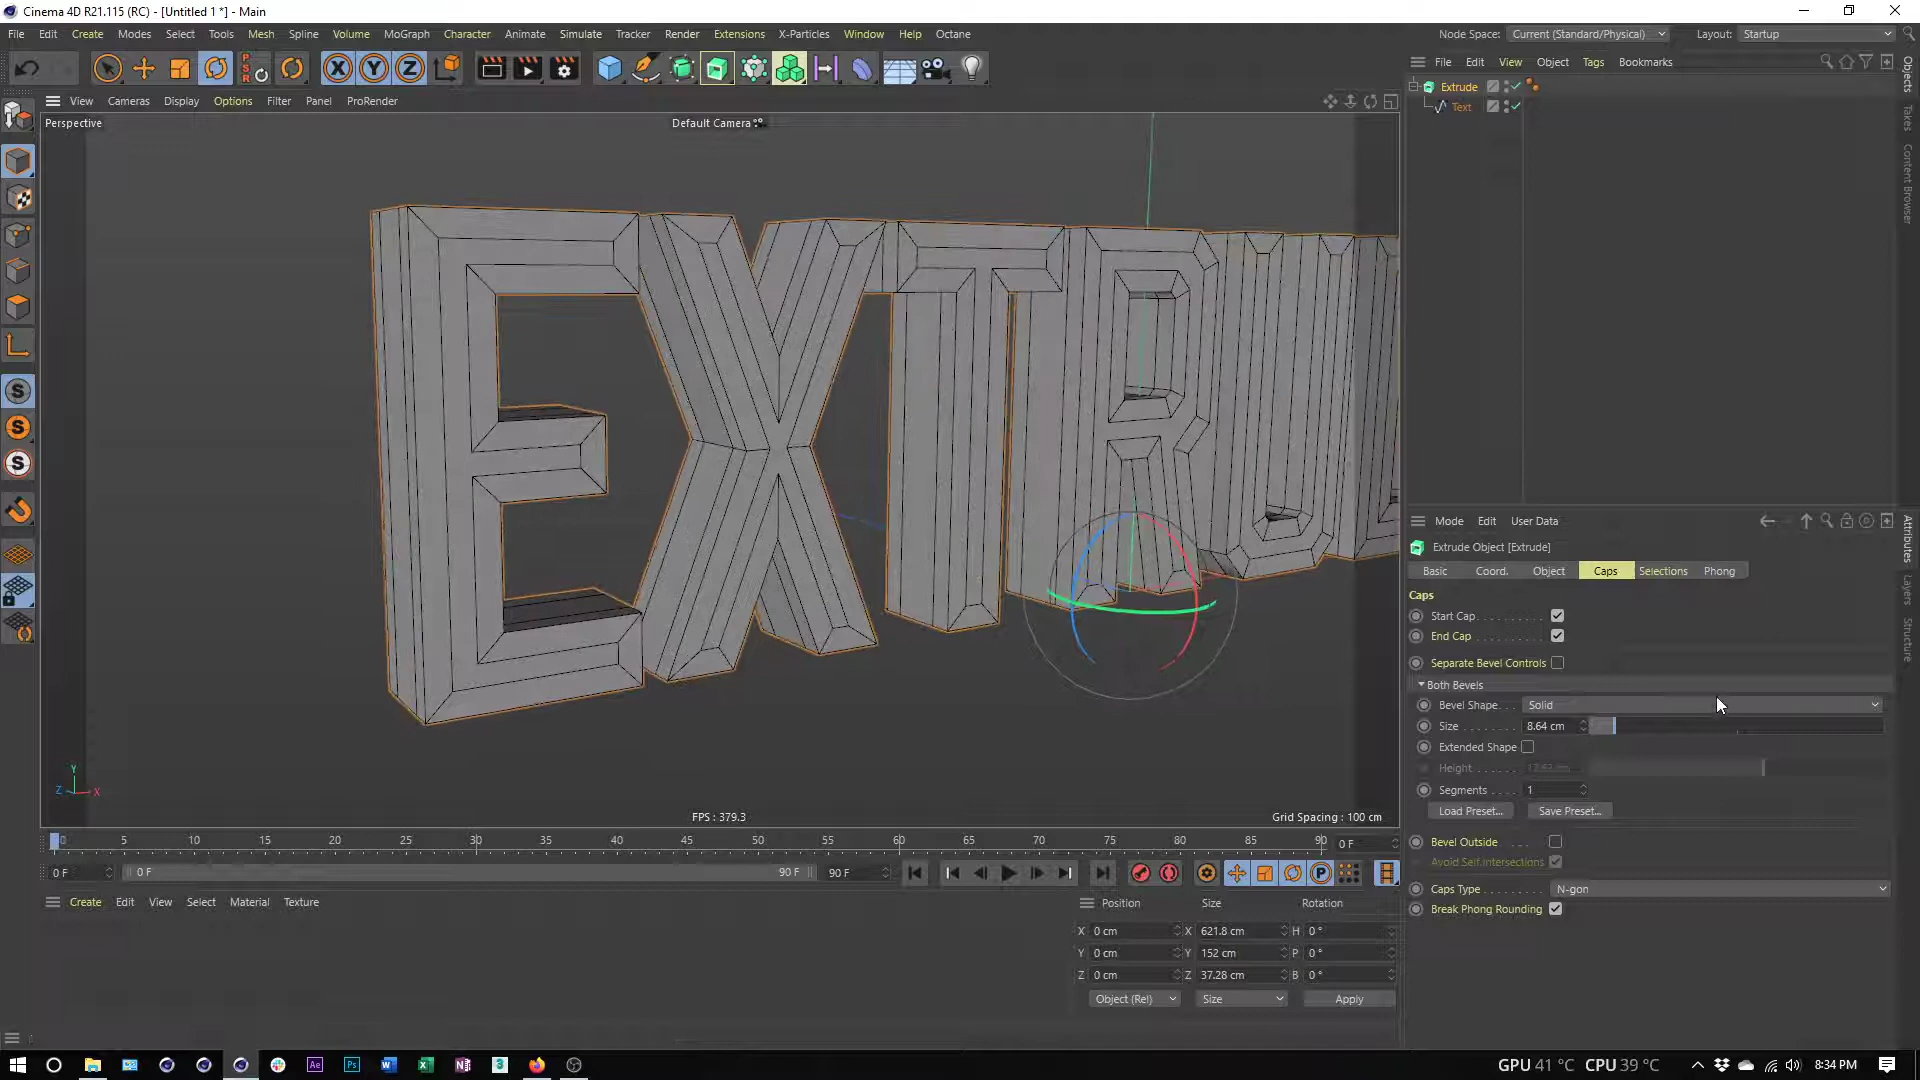 Cinema 4D R21.115 (RC) - [Untitled 1 *] - Main
File Edit Create Modes Select Tools Mesh Spline Volume MoGraph Character Animate Simulate Tracker Render Extensions X-Particles Window Help Octane
Node Space: Current (Standard/Physical) Layout: Startup
PSR X Y Z
File Edit View Object Tags Bookmarks
Extrude
Text
View Cameras Display Options Filter Panel ProRender
Perspective
Default Camera
EXTRU
Y
Z X
FPS : 379.3
Grid Spacing : 100 cm
Objects
Takes
Content Browser
Mode Edit User Data
Extrude Object [Extrude]
Basic Coord. Object Caps Selections Phong
Caps
Start Cap
End Cap
Separate Bevel Controls
Both Bevels
Bevel Shape Solid
Size 8.64 cm
Extended Shape
Height
Segments 1
Load Preset... Save Preset...
Bevel Outside
Avoid Self Intersections
Caps Type N-gon
Break Phong Rounding
Attributes
Layers
Structure
0 5 10 15 20 25 30 35 40 45 50 55 60 65 70 75 80 85 90 0 F
0 F 0 F 90 F 90 F
Create Edit View Select Material Texture
Position Size Rotation
X 0 cm X 621.8 cm H 0 °
Y 0 cm Y 152 cm P 0 °
Z 0 cm Z 37.28 cm B 0 °
Object (Rel) Size Apply
GPU 41 °C CPU 39 °C 8:34 PM